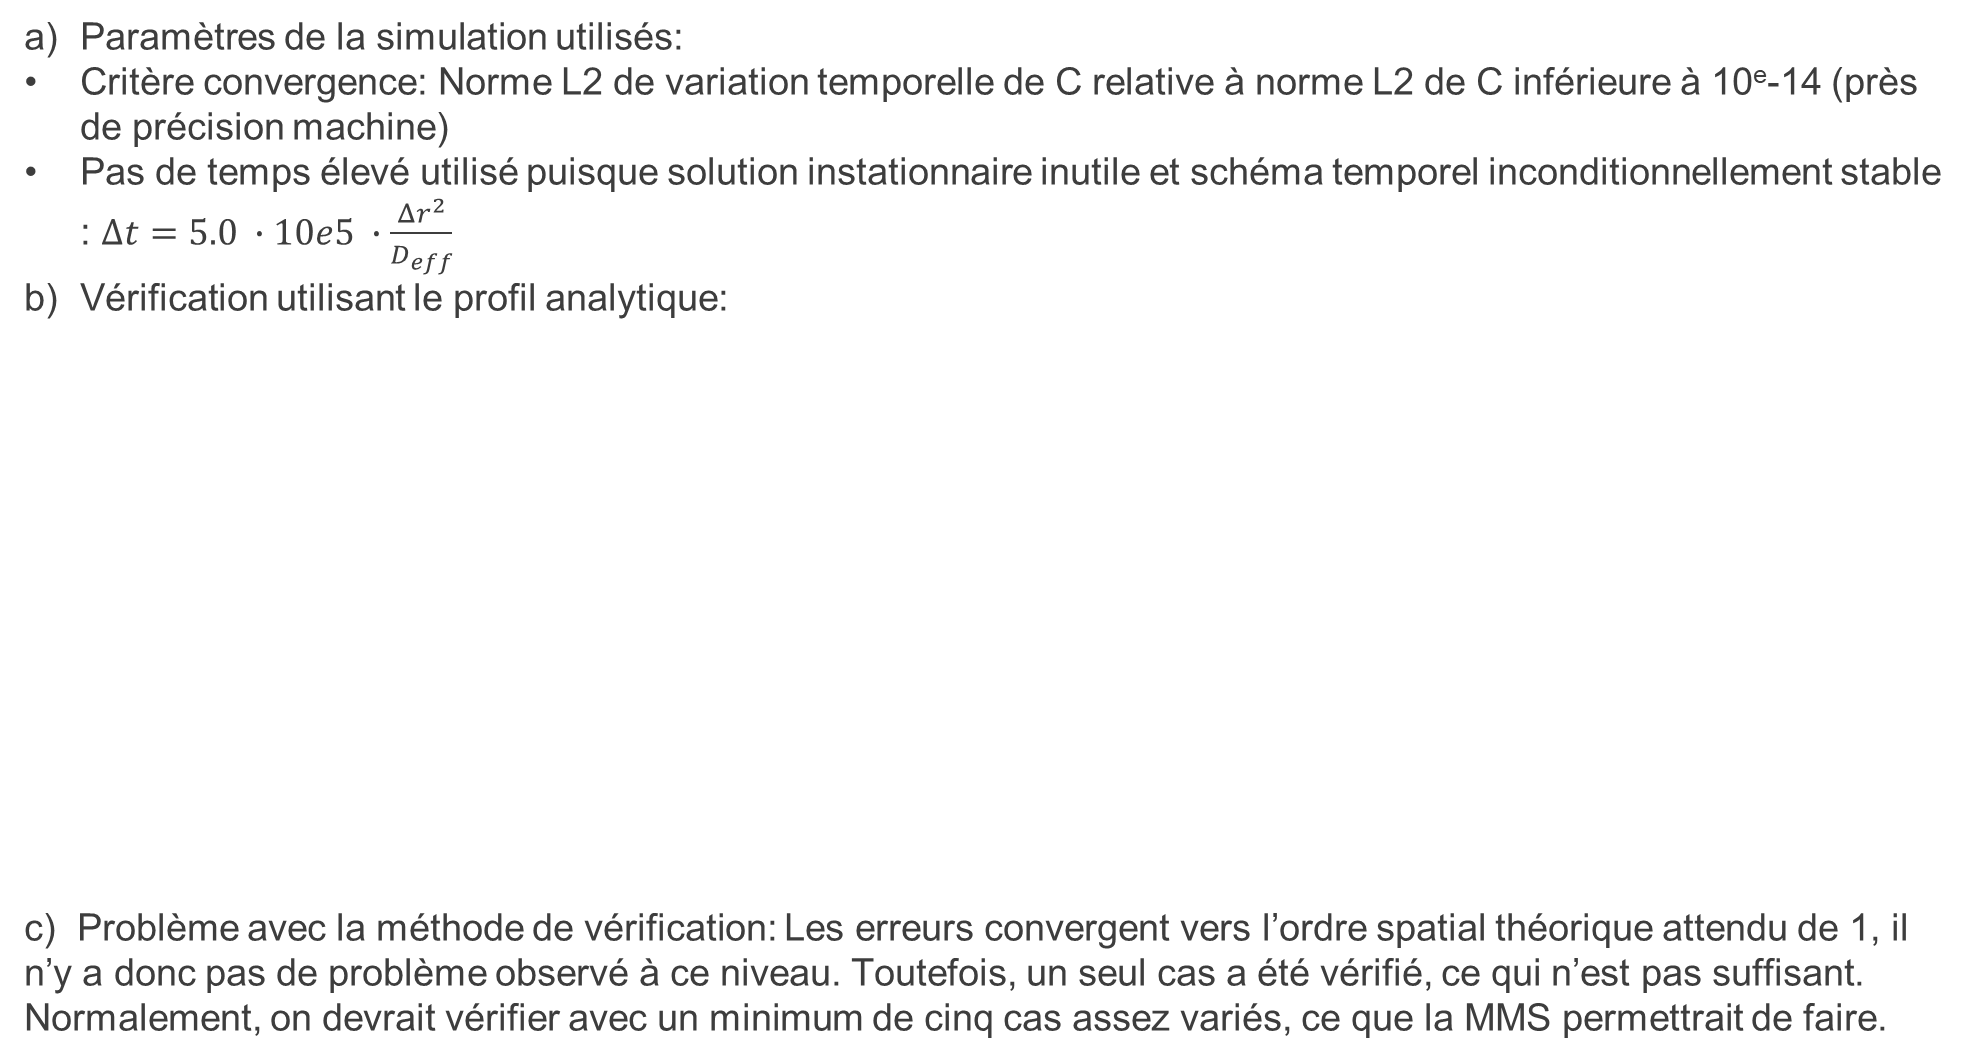 a) Paramètres de la simulation utilisés:
• Critère convergence: Norme L2 de variation temporelle de C relative à norme L2 de C inférieure à 10ᵉ-14 (près
de précision machine)
• Pas de temps élevé utilisé puisque solution instationnaire inutile et schéma temporel inconditionnellement stable
: Δt = 5.0 · 10e5 · Δr²/D_eff
b) Vérification utilisant le profil analytique:
c) Problème avec la méthode de vérification: Les erreurs convergent vers l’ordre spatial théorique attendu de 1, il
n’y a donc pas de problème observé à ce niveau. Toutefois, un seul cas a été vérifié, ce qui n’est pas suffisant.
Normalement, on devrait vérifier avec un minimum de cinq cas assez variés, ce que la MMS permettrait de faire.